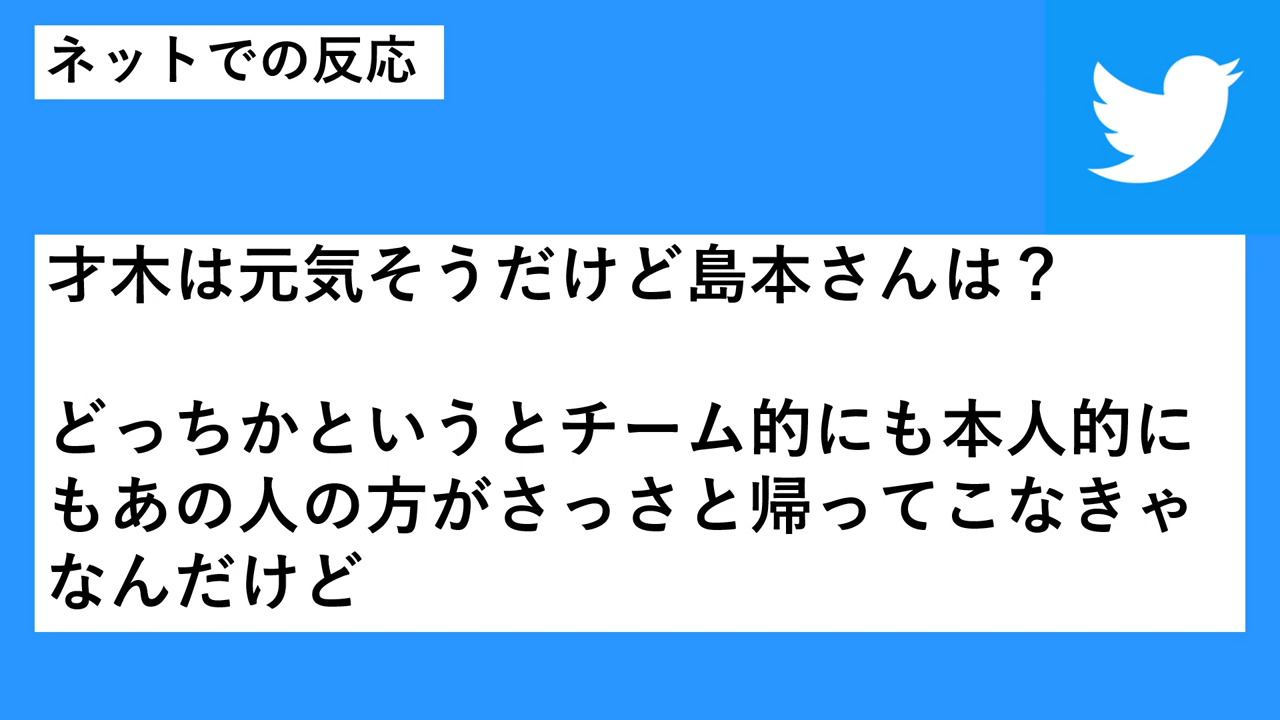 ネットでの反応
才木は元気そうだけど島本さんは？
どっちかというとチーム的にも本人的に
もあの人の方がさっさと帰ってこなきゃ
なんだけど